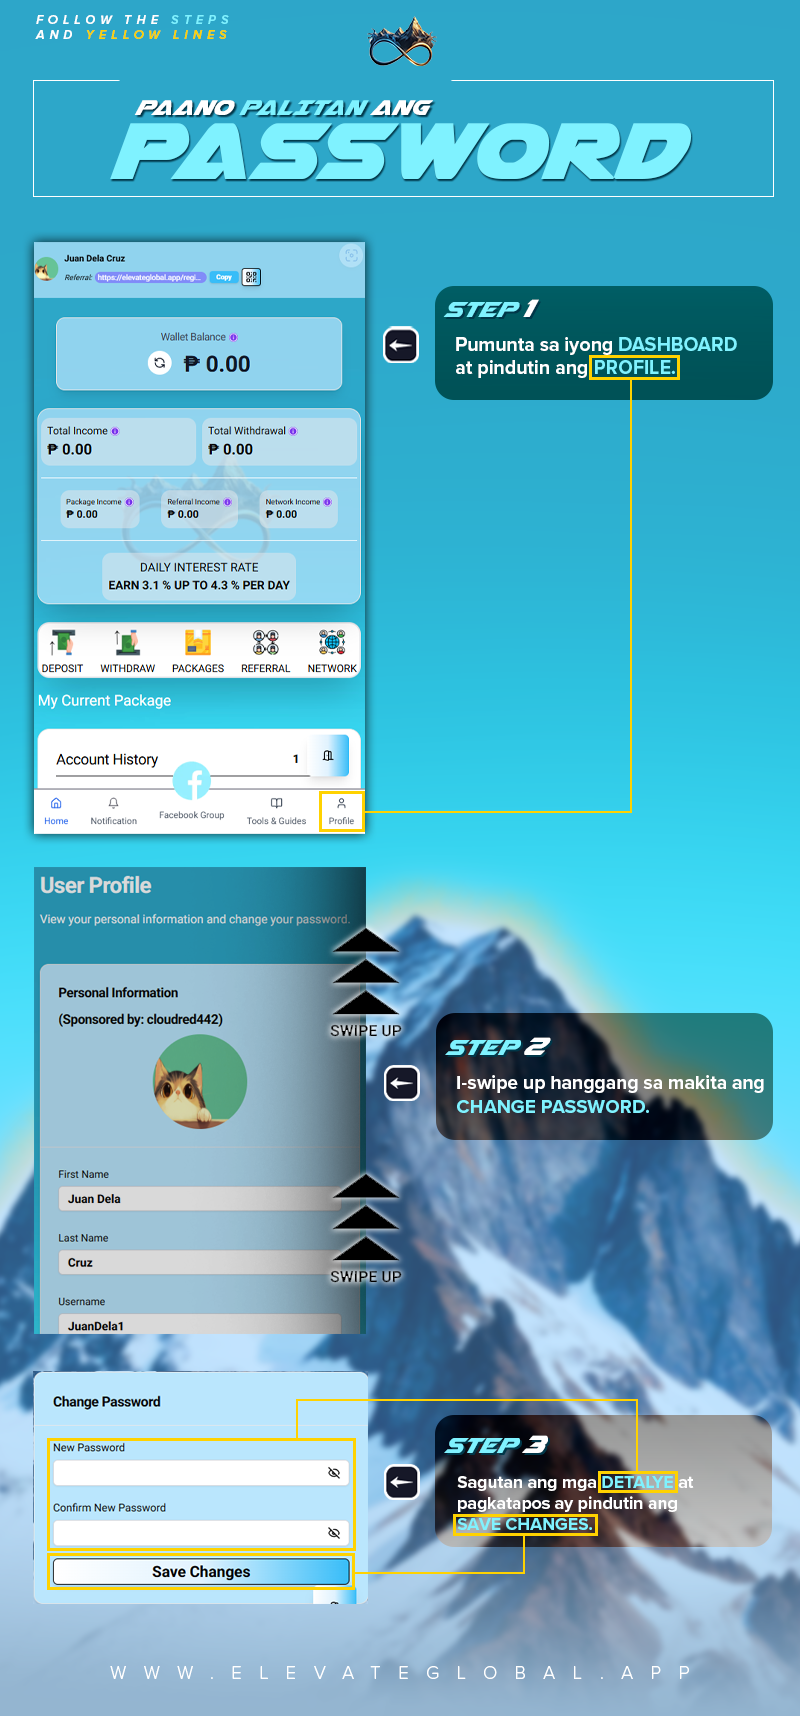 FOLLOW THE STEPS
AND YELLOW LINES
PAANO PALITAN ANG
PASSWORD
Juan Dela Cruz
Referral: https://elevateglobal.app/regi... Copy
Wallet Balance
₱ 0.00
Total Income
₱ 0.00
Total Withdrawal
₱ 0.00
Package Income
₱ 0.00
Referral Income
₱ 0.00
Network Income
₱ 0.00
DAILY INTEREST RATE
EARN 3.1 % UP TO 4.3 % PER DAY
DEPOSIT WITHDRAW PACKAGES REFERRAL NETWORK
My Current Package
Account History 1
Home Notification Facebook Group Tools & Guides Profile
STEP 1
Pumunta sa iyong DASHBOARD
at pindutin ang PROFILE.
User Profile
View your personal information and change your password.
Personal Information
(Sponsored by: cloudred442)
First Name
Juan Dela
Last Name
Cruz
Username
JuanDela1
SWIPE UP
SWIPE UP
STEP 2
I-swipe up hanggang sa makita ang
CHANGE PASSWORD.
Change Password
New Password
Confirm New Password
Save Changes
STEP 3
Sagutan ang mga DETALYE at
pagkatapos ay pindutin ang
SAVE CHANGES.
WWW.ELEVATEGLOBAL.APP